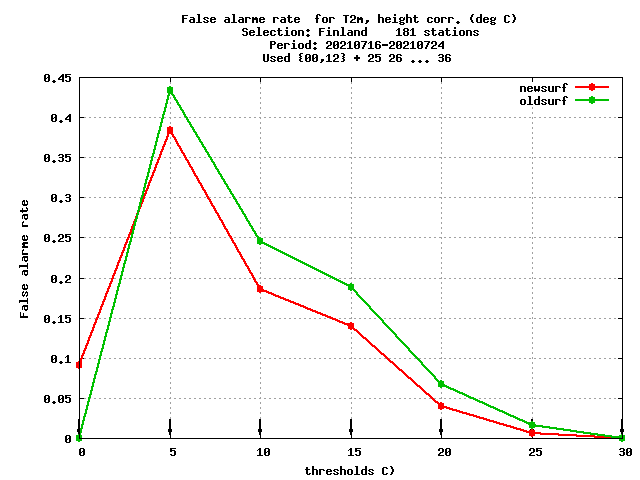 False alarme rate  for T2m, height corr. (deg C)
Selection: Finland    181 stations
Period: 20210716-20210724
Used {00,12} + 25 26 ... 36
newsurf
oldsurf
False alarme rate
0.45
0.4
0.35
0.3
0.25
0.2
0.15
0.1
0.05
0
0 5 10 15 20 25 30
thresholds C)